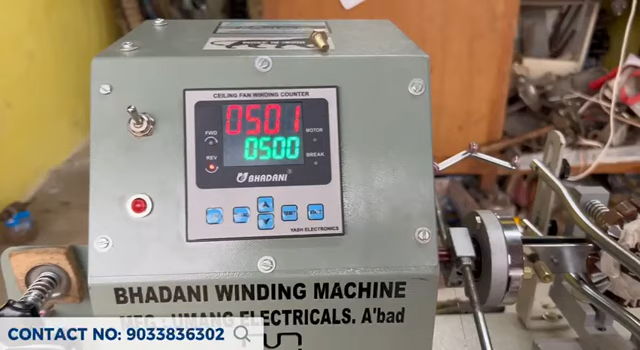 CEILING FAN WINDING COUNTER
0501
FWD
MOTOR
0500
REV
BREAK
BHADANI
YASH ELECTRONICS
BHADANI WINDING MACHINE
MFG : UMANG ELECTRICALS. A'bad
CONTACT NO: 9033836302